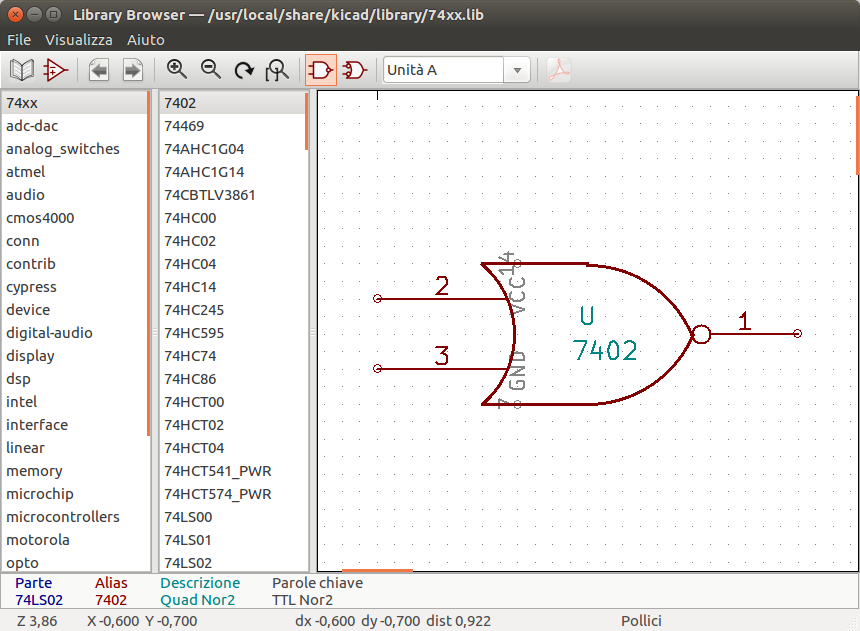 Library Browser — /usr/local/share/kicad/library/74xx.lib
File Visualizza Aiuto
Unità A
74xx
adc-dac
analog_switches
atmel
audio
cmos4000
conn
contrib
cypress
device
digital-audio
display
dsp
intel
interface
linear
memory
microchip
microcontrollers
motorola
opto
7402
74469
74AHC1G04
74AHC1G14
74CBTLV3861
74HC00
74HC02
74HC04
74HC14
74HC245
74HC595
74HC74
74HC86
74HCT00
74HCT02
74HCT04
74HCT541_PWR
74HCT574_PWR
74LS00
74LS01
74LS02
14
VCC
2
3
GND
7
U
7402
1
Parte Alias Descrizione Parole chiave
74LS02 7402 Quad Nor2 TTL Nor2
Z 3,86 X -0,600 Y -0,700 dx -0,600 dy -0,700 dist 0,922 Pollici